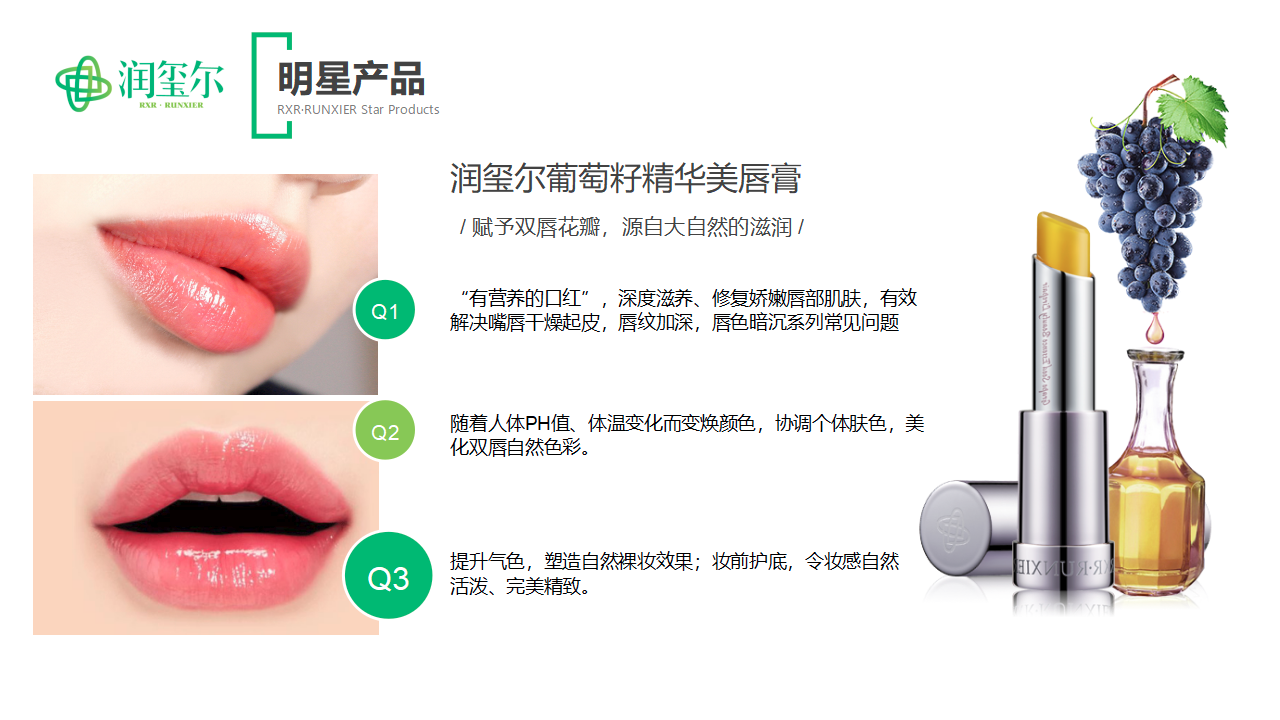 润玺尔
RXR · RUNXIER
明星产品
RXR·RUNXIER Star Products
润玺尔葡萄籽精华美唇膏
/ 赋予双唇花瓣，源自大自然的滋润 /
Q1
“有营养的口红”，深度滋养、修复娇嫩唇部肌肤，有效
解决嘴唇干燥起皮，唇纹加深，唇色暗沉系列常见问题
Q2
随着人体PH值、体温变化而变焕颜色，协调个体肤色，美
化双唇自然色彩。
Q3
提升气色，塑造自然裸妆效果；妆前护底，令妆感自然
活泼、完美精致。
RXR·RUNXIE